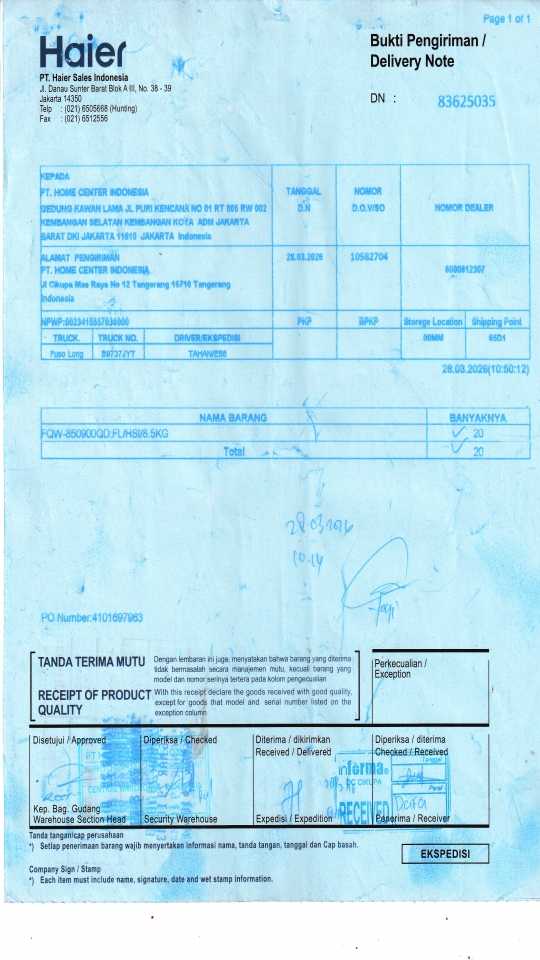 Page 1 of 1
Haier
Bukti Pengiriman /
Delivery Note
PT. Haier Sales Indonesia
Jl. Danau Sunter Barat Blok A III, No. 38 - 39
Jakarta 14350
Telp : (021) 6505668 (Hunting)
Fax : (021) 6512556
DN : 83625035
KEPADA
PT. HOME CENTER INDONESIA
GEDUNG KAWAN LAMA JL PURI KENCANA NO 01 RT 005 RW 002
KEMBANGAN SELATAN KEMBANGAN KOTA ADM JAKARTA
BARAT DKI JAKARTA 11610 JAKARTA Indonesia
TANGGAL
D.N
NOMOR
D.O.V/SO
NOMOR DEALER
ALAMAT PENGIRIMAN
PT. HOME CENTER INDONESIA
Jl Cikupa Mas Raya No 12 Tangerang 15710 Tangerang
Indonesia
28.03.2026
10582704
6000612307
NPWP:0023415557038000
PKP
BPKP
Storege Location
Shipping Point
TRUCK.
TRUCK NO.
DRIVER/EKSPEDISI
Fuso Long
B9737JYT
TAHAN/E88
28.03.2026(10:50:12)
NAMA BARANG
BANYAKNYA
FQW-850900QD:FL/HSI/8.5KG
20
Total
20
28.03.2026
10.14
PO Number:4101697963
TANDA TERIMA MUTU
Dengan lembaran ini juga, menyatakan bahwa barang yang diterima
tidak bermasalah secara manajemen mutu, kecuali barang yang
model dan nomor serinya tertera pada kolom pengecualian
RECEIPT OF PRODUCT
QUALITY
With this receipt declare the goods received with good quality,
except for goods that model and serial number listed on the
exception column
Perkecualian /
Exception
Disetujui / Approved
Diperiksa / Checked
Diterima / dikirimkan
Received / Delivered
Diperiksa / diterima
Checked / Received
informa
DC CIKUPA
RECEIVED
Tanggal
Paraf
Kep. Bag. Gudang
Warehouse Section Head
Security Warehouse
Expedisi / Expedition
Penerima / Receiver
Tanda tangan/cap perusahaan
*) Setiap penerimaan barang wajib menyertakan informasi nama, tanda tangan, tanggal dan Cap basah.
EKSPEDISI
Company Sign / Stamp
*) Each item must include name, signature, date and wet stamp information.